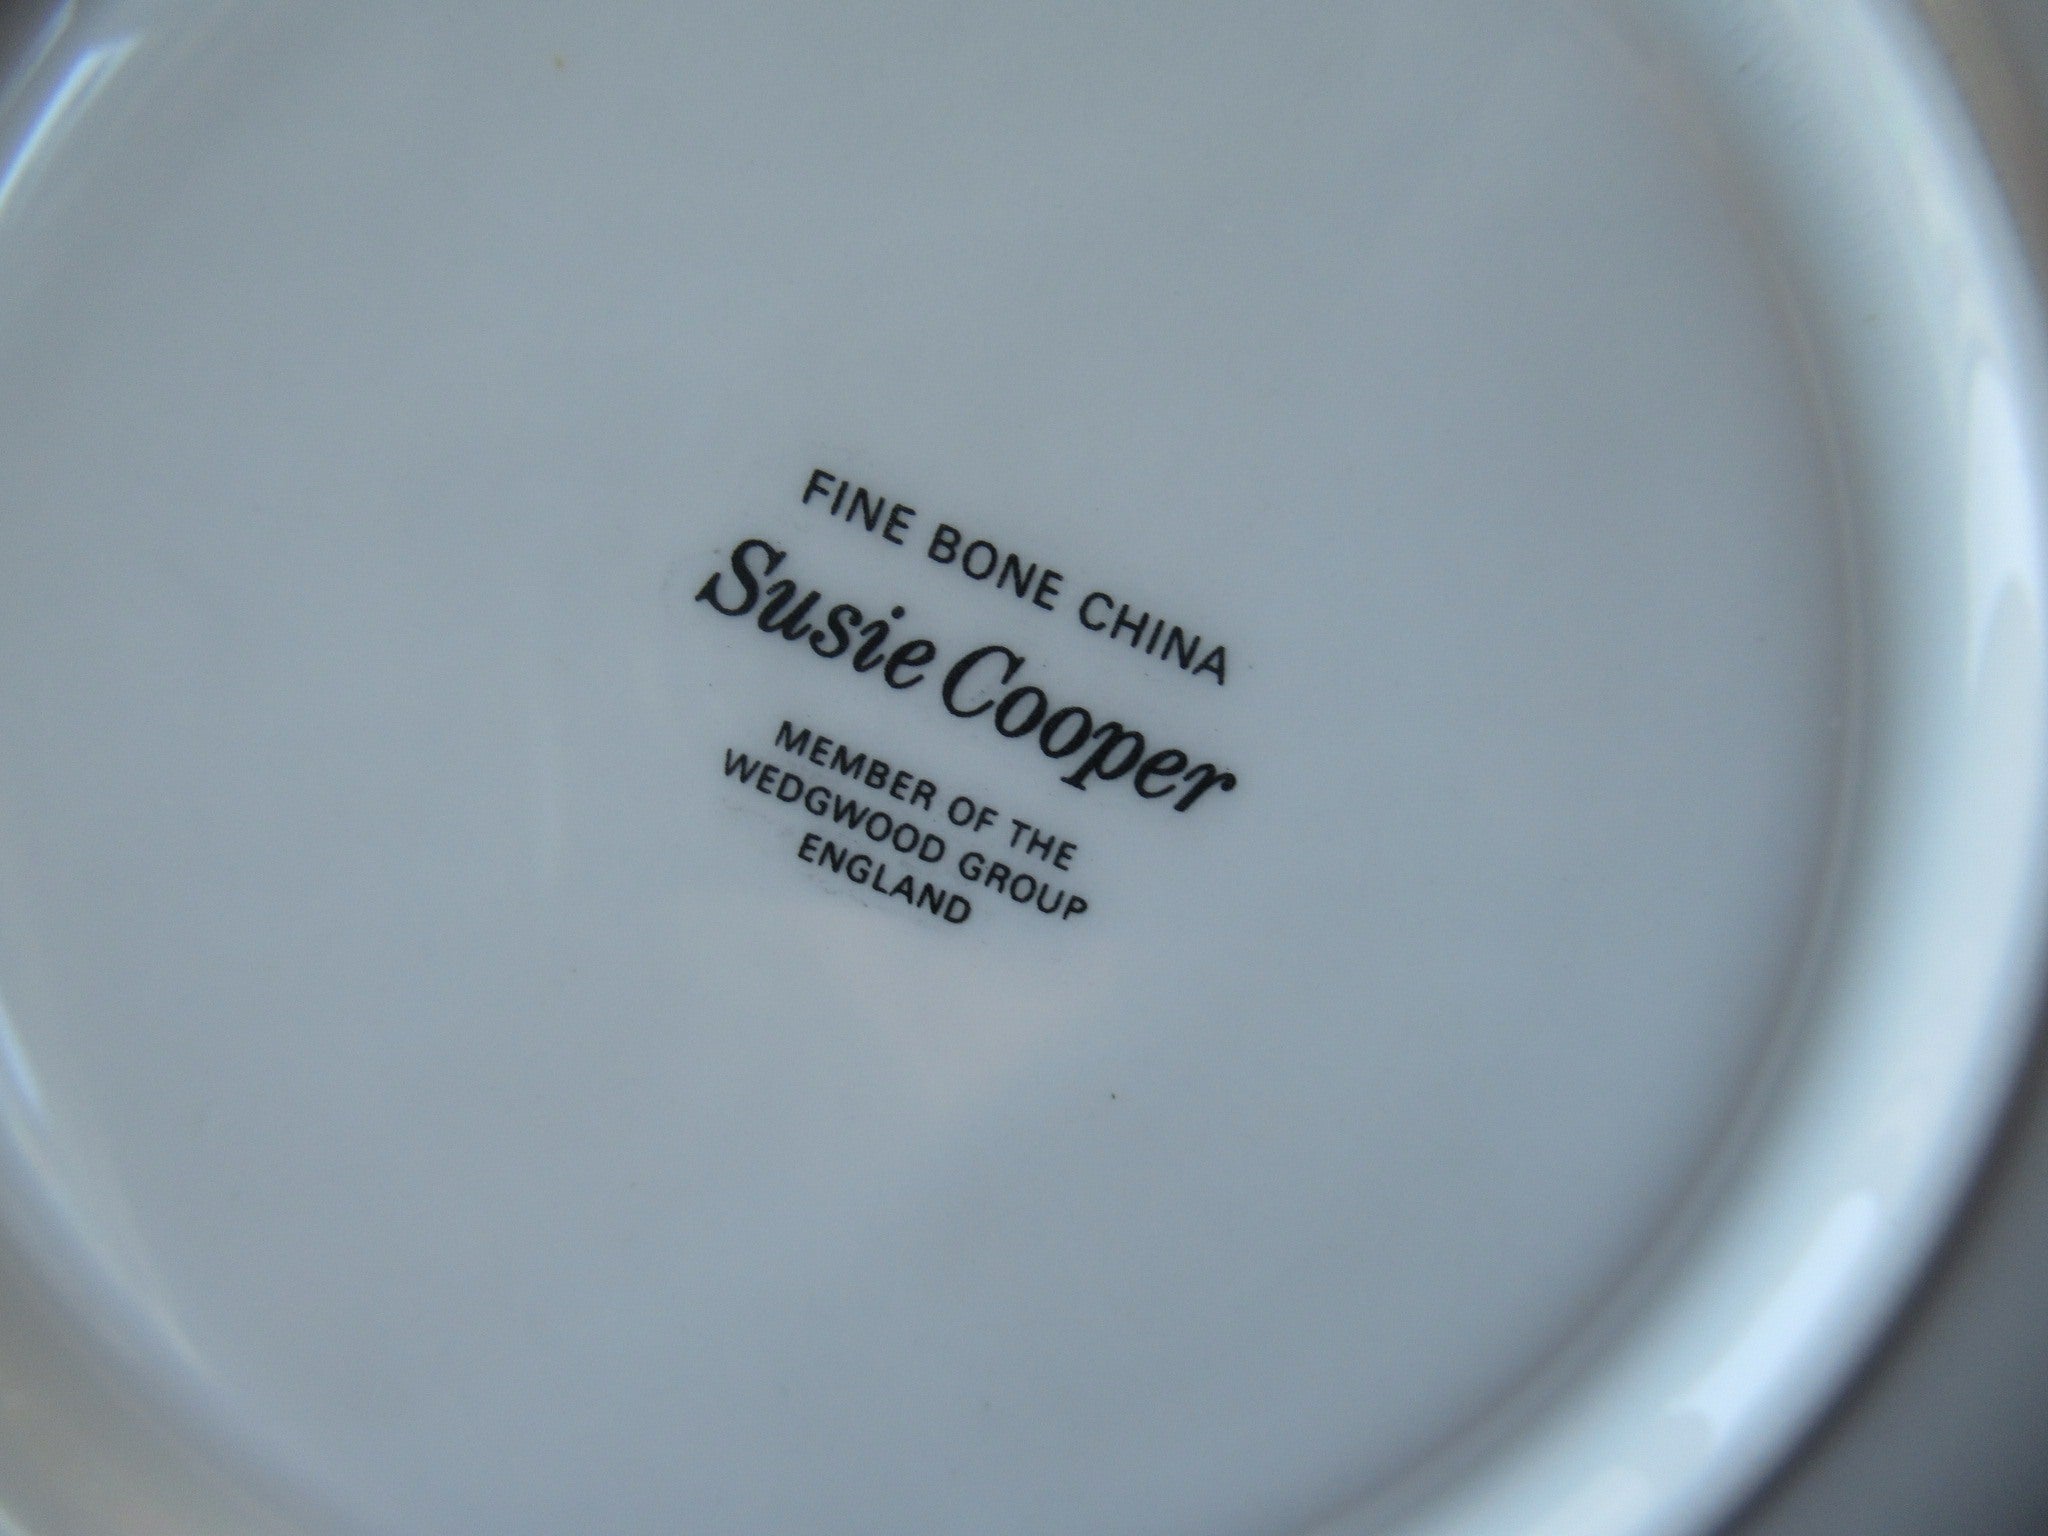 FINE BONE CHINA
Susie Cooper
MEMBER OF THE
WEDGWOOD GROUP
ENGLAND